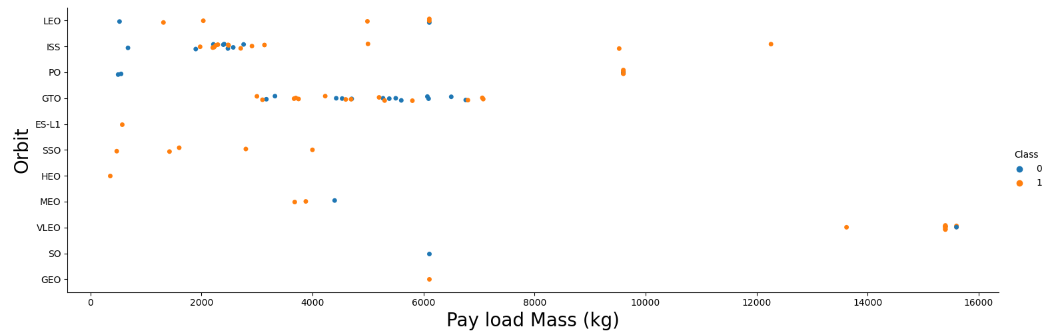 LEO
ISS
PO
GTO
ES-L1
SSO
HEO
MEO
VLEO
SO
GEO
Orbit
0 2000 4000 6000 8000 10000 12000 14000 16000
Pay load Mass (kg)
Class
0
1